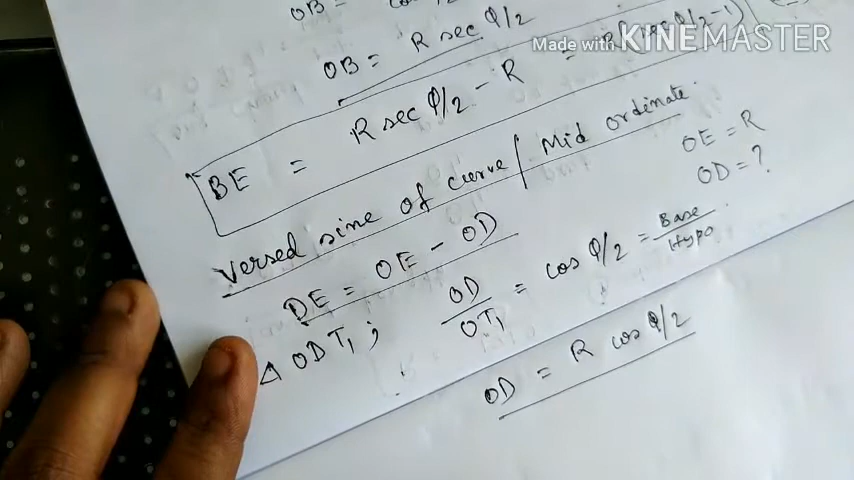 OB =
OB = R sec φ/2
BE = R sec φ/2 - R = R(sec φ/2 - 1)
Versed sine of curve / Mid ordinate.
OE = R
OD = ?
DE = OE - OD
Δ ODT₁ ; OD/OT₁ = cos φ/2 = Base/Hypo
OD = R cos φ/2
Made with KINEMASTER